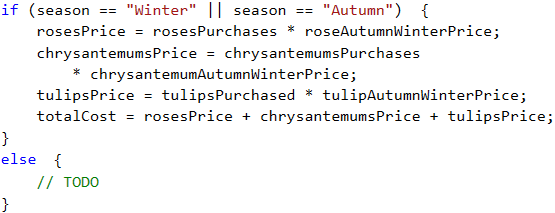 if (season == "Winter" || season == "Autumn")  {
    rosesPrice = rosesPurchases * roseAutumnWinterPrice;
    chrysantemumsPrice = chrysantemumsPurchases
        * chrysantemumAutumnWinterPrice;
    tulipsPrice = tulipsPurchased * tulipAutumnWinterPrice;
    totalCost = rosesPrice + chrysantemumsPrice + tulipsPrice;
}
else  {
    // TODO
}